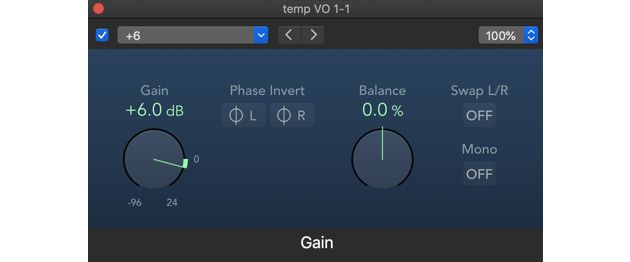 temp VO 1-1
+6
100%
Gain
+6.0 dB
0
-96
24
Phase Invert
L
R
Balance
0.0 %
Swap L/R
OFF
Mono
OFF
Gain